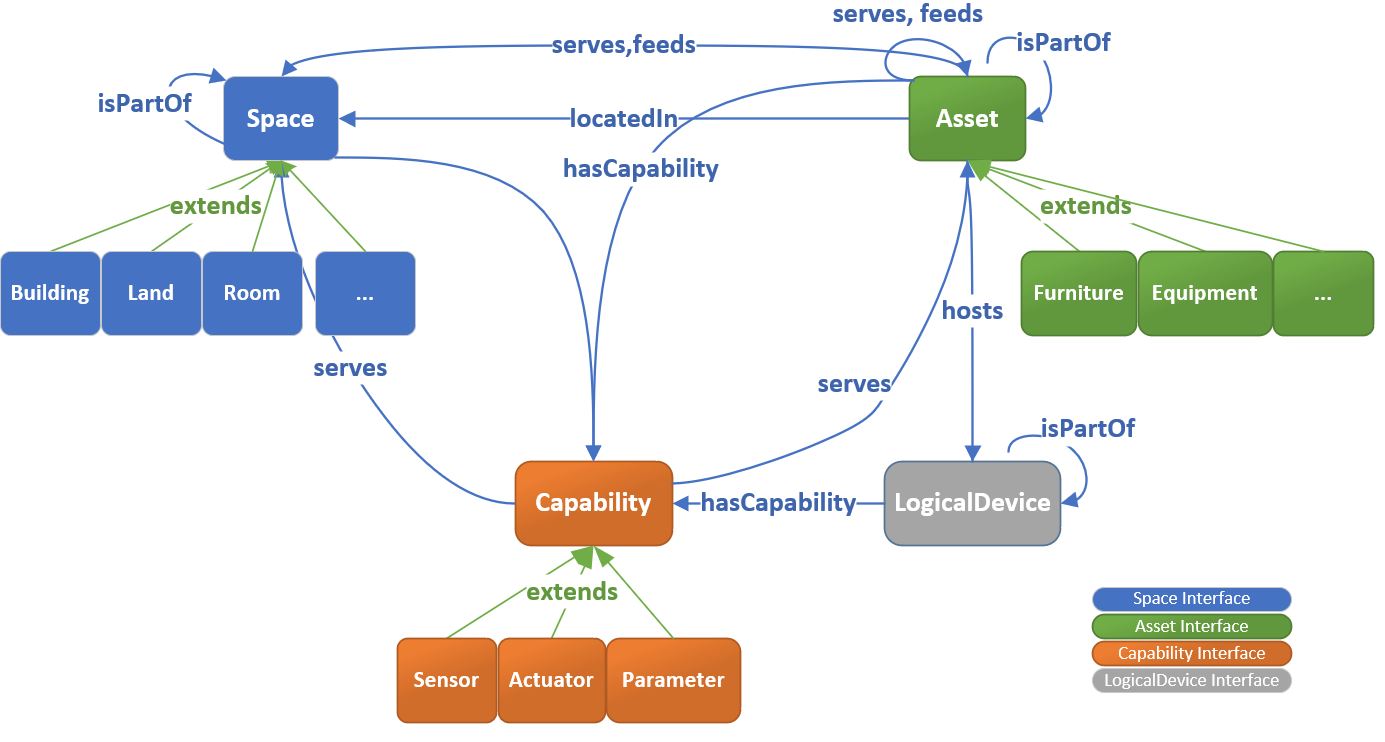 serves, feeds
serves,feeds
isPartOf
isPartOf
Space
locatedIn
Asset
hasCapability
extends
extends
Building
Land
Room
...
Furniture
Equipment
...
hosts
serves
serves
isPartOf
Capability
hasCapability
LogicalDevice
extends
Sensor
Actuator
Parameter
Space Interface
Asset Interface
Capability Interface
LogicalDevice Interface